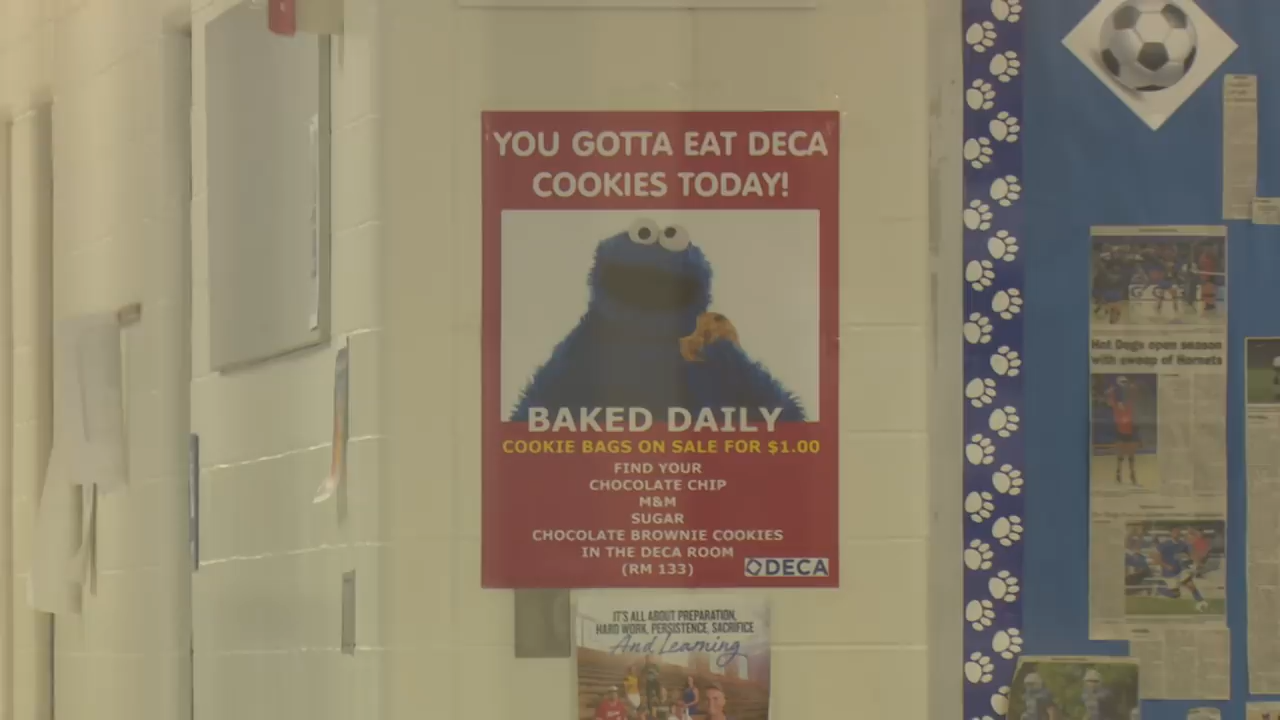 YOU GOTTA EAT DECA
COOKIES TODAY!
BAKED DAILY
COOKIE BAGS ON SALE FOR $1.00
FIND YOUR
CHOCOLATE CHIP
M&M
SUGAR
CHOCOLATE BROWNIE COOKIES
IN THE DECA ROOM
(RM 133)
DECA
IT'S ALL ABOUT PREPARATION,
HARD WORK, PERSISTENCE, SACRIFICE
And Learning
Hot Dogs open season
with sweep of Hornets